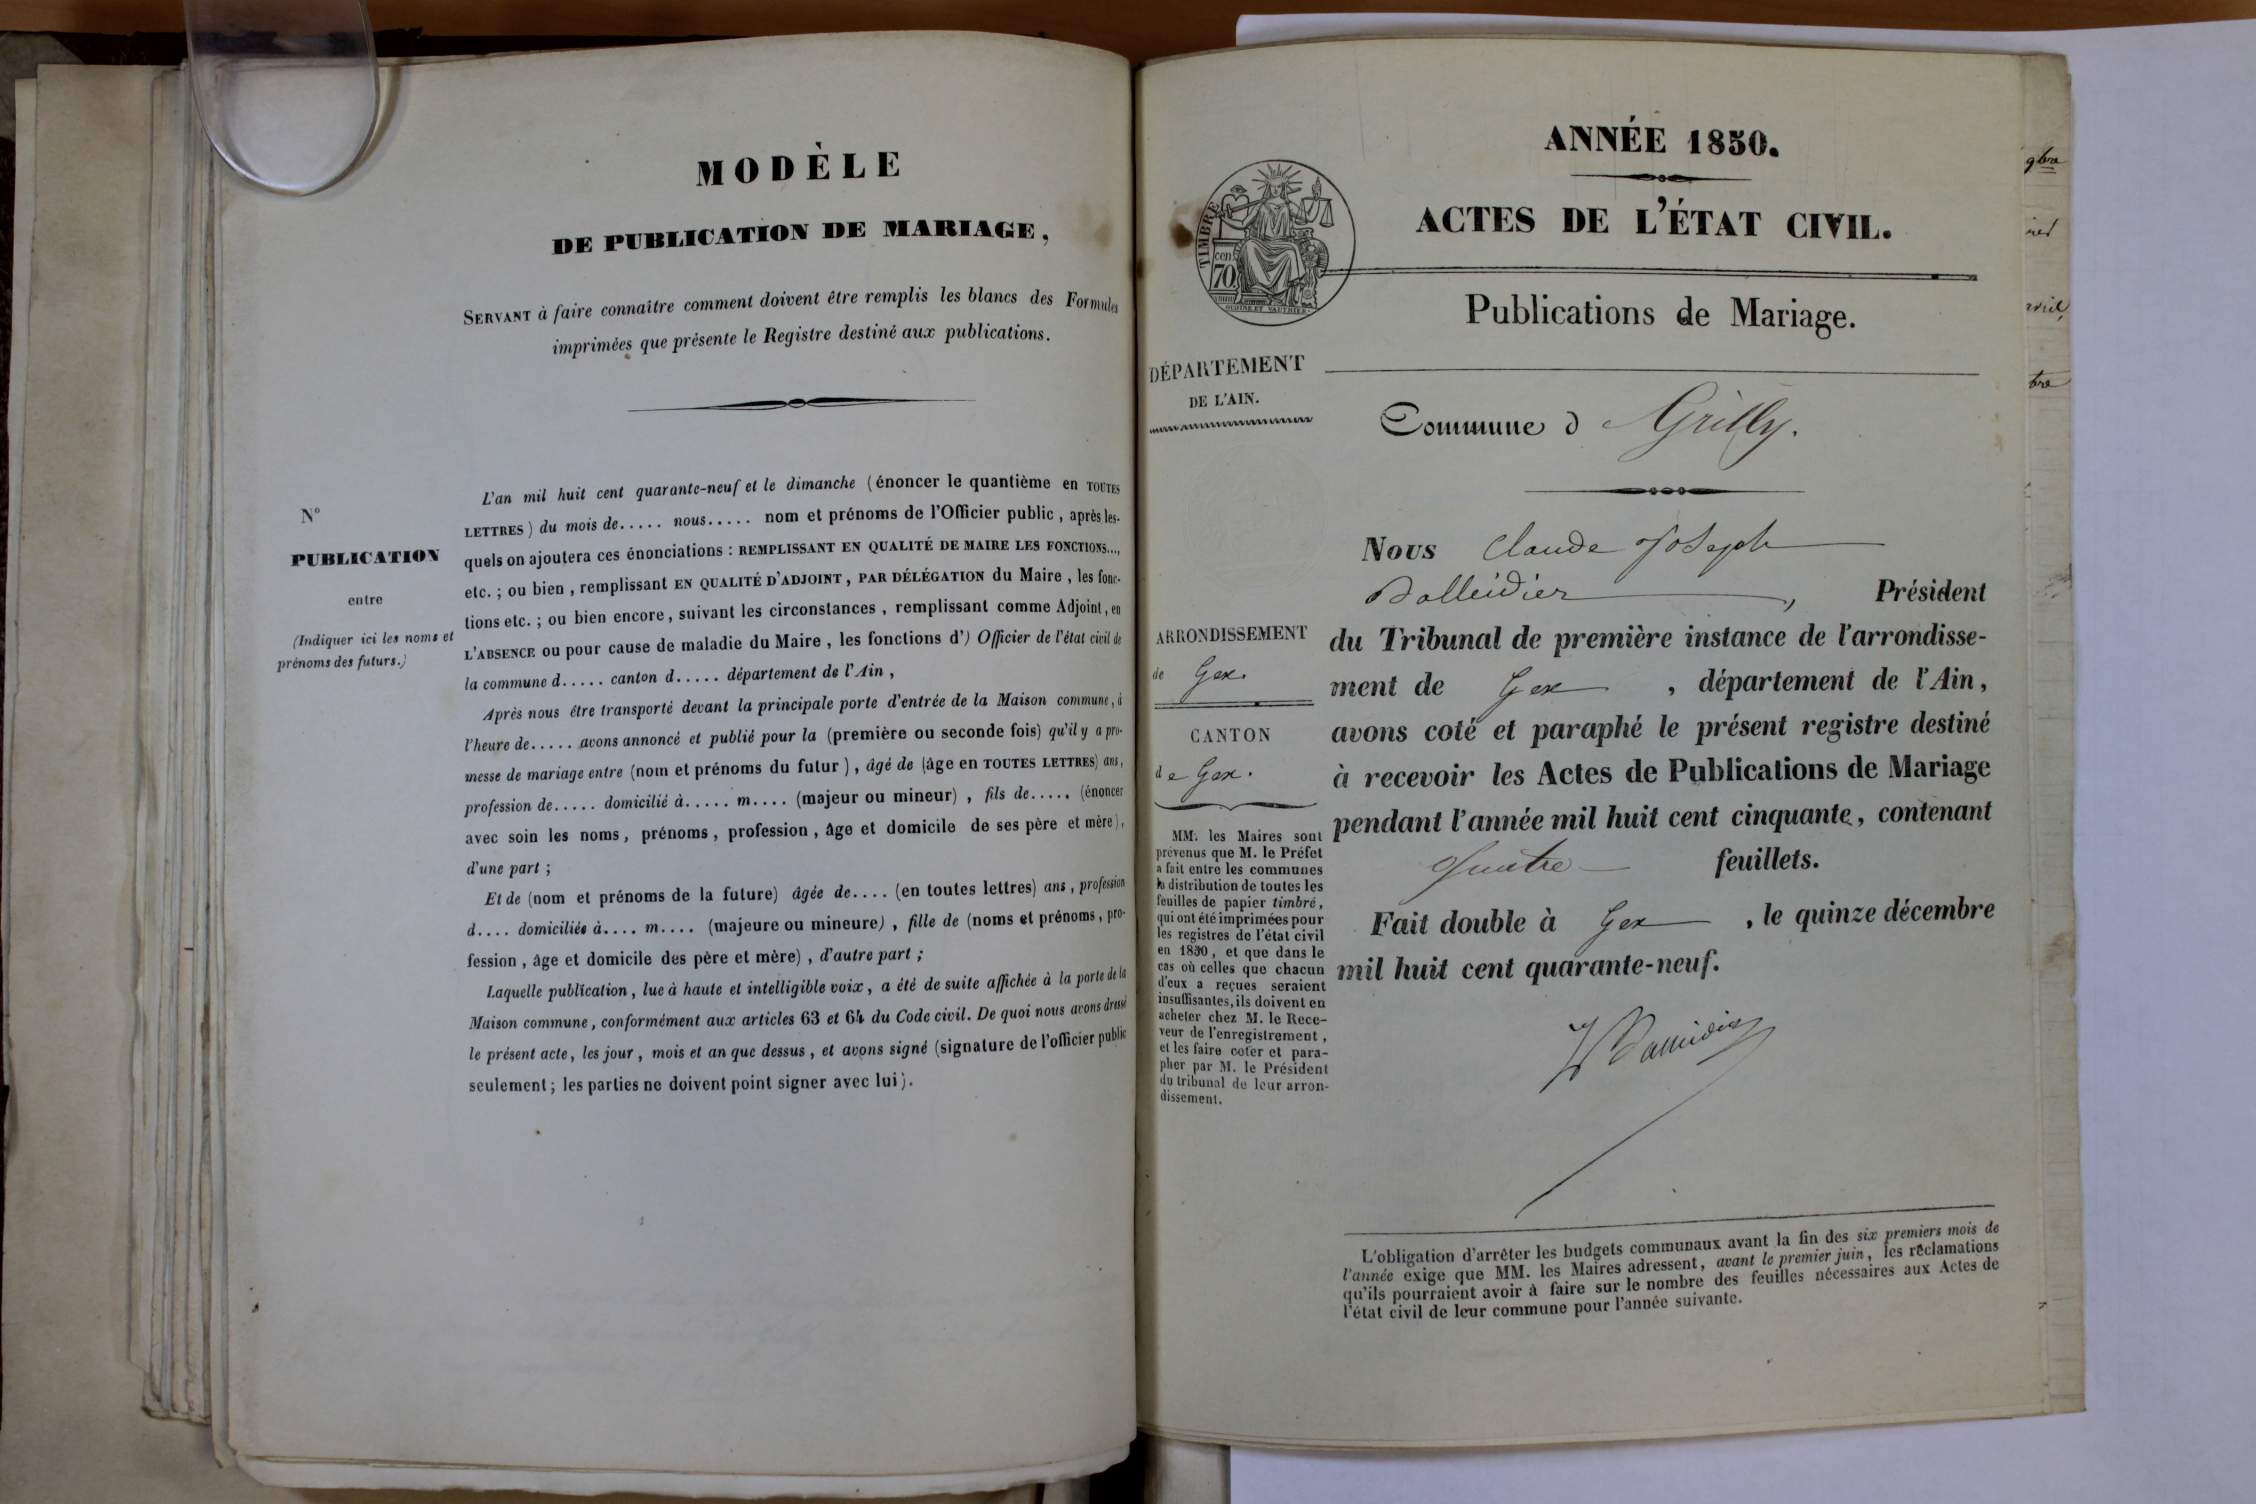 MODÈLE
DE PUBLICATION DE MARIAGE,
SERVANT à faire connaître comment doivent être remplis les blancs des Formules
imprimées que présente le Registre destiné aux publications.
N°
PUBLICATION
entre
(Indiquer ici les noms et
prénoms des futurs.)
L'an mil huit cent quarante-neuf et le dimanche (énoncer le quantième en TOUTES
LETTRES) du mois de..... nous..... nom et prénoms de l'Officier public, après les-
quels on ajoutera ces énonciations : REMPLISSANT EN QUALITÉ DE MAIRE LES FONCTIONS...,
etc. ; ou bien, remplissant EN QUALITÉ D'ADJOINT, PAR DÉLÉGATION du Maire, les fonc-
tions etc. ; ou bien encore, suivant les circonstances, remplissant comme Adjoint, en
L'ABSENCE ou pour cause de maladie du Maire, les fonctions d') Officier de l'état civil de
la commune d..... canton d..... département de l'Ain,
Après nous être transporté devant la principale porte d'entrée de la Maison commune, à
l'heure de..... avons annoncé et publié pour la (première ou seconde fois) qu'il y a pro-
messe de mariage entre (nom et prénoms du futur), âgé de (âge en TOUTES LETTRES) ans,
profession de..... domicilié à..... m.... (majeur ou mineur), fils de..... (énoncer
avec soin les noms, prénoms, profession, âge et domicile de ses père et mère),
d'une part ;
Et de (nom et prénoms de la future) âgée de.... (en toutes lettres) ans, profession
d.... domiciliée à.... m.... (majeure ou mineure), fille de (noms et prénoms, pro-
fession, âge et domicile des père et mère), d'autre part ;
Laquelle publication, lue à haute et intelligible voix, a été de suite affichée à la porte de la
Maison commune, conformément aux articles 63 et 64 du Code civil. De quoi nous avons dressé
le présent acte, les jour, mois et an que dessus, et avons signé (signature de l'officier public
seulement ; les parties ne doivent point signer avec lui).
ANNÉE 1850.
ACTES DE L'ÉTAT CIVIL.
TIMBRE
cen
70
Publications de Mariage.
DÉPARTEMENT
DE L'AIN.
Commune d Grilly.
ARRONDISSEMENT
de Gex.
CANTON
de Gex.
MM. les Maires sont
prévenus que M. le Préfet
a fait entre les communes
la distribution de toutes les
feuilles de papier timbré,
qui ont été imprimées pour
les registres de l'état civil
en 1850, et que dans le
cas où celles que chacun
d'eux a reçues seraient
insuffisantes, ils doivent en
acheter chez M. le Rece-
veur de l'enregistrement,
et les faire coter et para-
pher par M. le Président
du tribunal de leur arron-
dissement.
Nous Claude Joseph
Balleidier, Président
du Tribunal de première instance de l'arrondisse-
ment de Gex, département de l'Ain,
avons coté et paraphé le présent registre destiné
à recevoir les Actes de Publications de Mariage
pendant l'année mil huit cent cinquante, contenant
Quatre feuillets.
Fait double à Gex, le quinze décembre
mil huit cent quarante-neuf.
L'obligation d'arrêter les budgets communaux avant la fin des six premiers mois de
l'année exige que MM. les Maires adressent, avant le premier juin, les réclamations
qu'ils pourraient avoir à faire sur le nombre des feuilles nécessaires aux Actes de
l'état civil de leur commune pour l'année suivante.